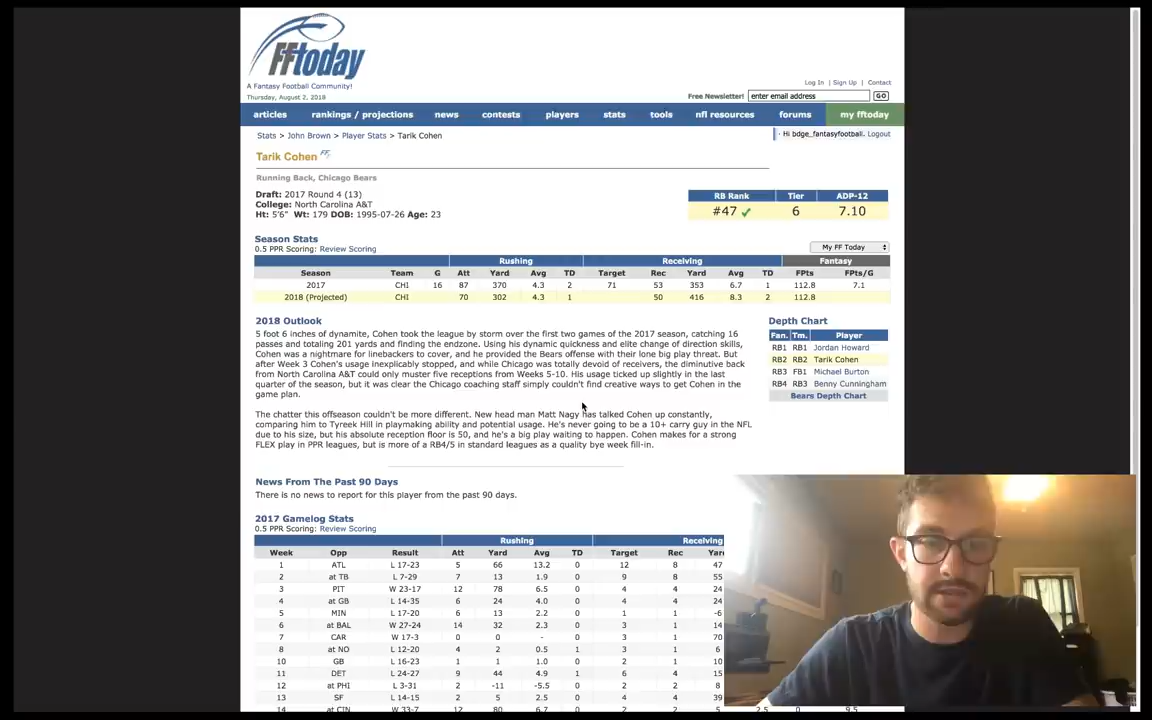 FFtoday
A Fantasy Football Community!
Thursday, August 2, 2018
Log In | Sign Up | Contact
Free Newsletter! enter email address GO
articles rankings / projections news contests players stats tools nfl resources forums my fftoday
Stats > John Brown > Player Stats > Tarik Cohen
Hi bdge_fantasyfootball. Logout
Tarik Cohen FF
Running Back, Chicago Bears
Draft: 2017 Round 4 (13)
College: North Carolina A&T
Ht: 5'6" Wt: 179 DOB: 1995-07-26 Age: 23
RB Rank Tier ADP-12
#47 6 7.10
Season Stats
0.5 PPR Scoring: Review Scoring
My FF Today
Rushing Receiving Fantasy
Season Team G Att Yard Avg TD Target Rec Yard Avg TD FPts FPts/G
2017 CHI 16 87 370 4.3 2 71 53 353 6.7 1 112.8 7.1
2018 (Projected) CHI 70 302 4.3 1 50 416 8.3 2 112.8
2018 Outlook
5 foot 6 inches of dynamite, Cohen took the league by storm over the first two games of the 2017 season, catching 16
passes and totaling 201 yards and finding the endzone. Using his dynamic quickness and elite change of direction skills,
Cohen was a nightmare for linebackers to cover, and he provided the Bears offense with their lone big play threat. But
after Week 3 Cohen's usage inexplicably stopped, and while Chicago was totally devoid of receivers, the diminutive back
from North Carolina A&T could only muster five receptions from Weeks 5-10. His usage ticked up slightly in the last
quarter of the season, but it was clear the Chicago coaching staff simply couldn't find creative ways to get Cohen in the
game plan.
The chatter this offseason couldn't be more different. New head man Matt Nagy has talked Cohen up constantly,
comparing him to Tyreek Hill in playmaking ability and potential usage. He's never going to be a 10+ carry guy in the NFL
due to his size, but his absolute reception floor is 50, and he's a big play waiting to happen. Cohen makes for a strong
FLEX play in PPR leagues, but is more of a RB4/5 in standard leagues as a quality bye week fill-in.
Depth Chart
Fan. Tm. Player
RB1 RB1 Jordan Howard
RB2 RB2 Tarik Cohen
RB3 FB1 Michael Burton
RB4 RB3 Benny Cunningham
Bears Depth Chart
News From The Past 90 Days
There is no news to report for this player from the past 90 days.
2017 Gamelog Stats
0.5 PPR Scoring: Review Scoring
Rushing Receiving
Week Opp Result Att Yard Avg TD Target Rec Yar
1 ATL L 17-23 5 66 13.2 0 12 8 47
2 at TB L 7-29 7 13 1.9 0 9 8 55
3 PIT W 23-17 12 78 6.5 0 4 4 24
4 at GB L 14-35 6 24 4.0 0 4 4 24
5 MIN L 17-20 6 13 2.2 0 1 1 -6
6 at BAL W 27-24 14 32 2.3 0 3 1 14
7 CAR W 17-3 0 0 - 0 3 1 70
8 at NO L 12-20 4 2 0.5 1 3 1 6
10 GB L 16-23 1 1 1.0 0 2 1 10
11 DET L 24-27 9 44 4.9 1 6 4 15
12 at PHI L 3-31 2 -11 -5.5 0 2 2 8
13 SF L 14-15 2 5 2.5 0 4 4 39
14 at CIN W 33-7 12 80 6.7 0 2 2 5 2.5 0 9.5